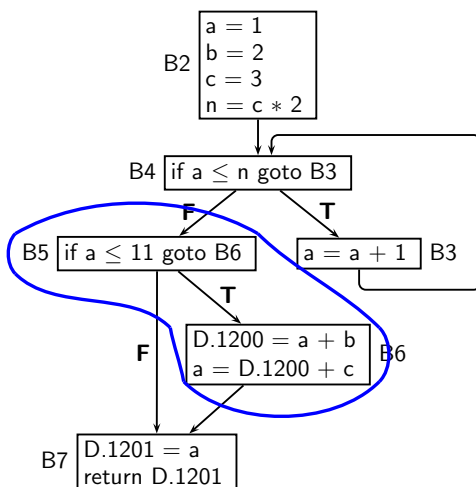 B2
a = 1
b = 2
c = 3
n = c ∗ 2
B4
if a ≤ n goto B3
F
T
B5
if a ≤ 11 goto B6
a = a + 1
B3
T
F
D.1200 = a + b
a = D.1200 + c
B6
B7
D.1201 = a
return D.1201